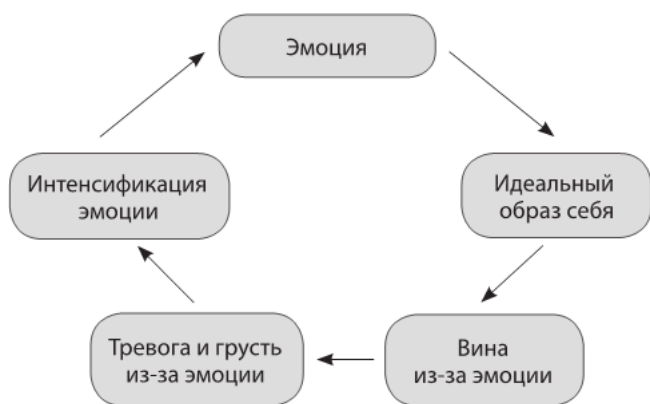 Эмоция
Идеальный
образ себя
Вина
из-за эмоции
Тревога и грусть
из-за эмоции
Интенсификация
эмоции